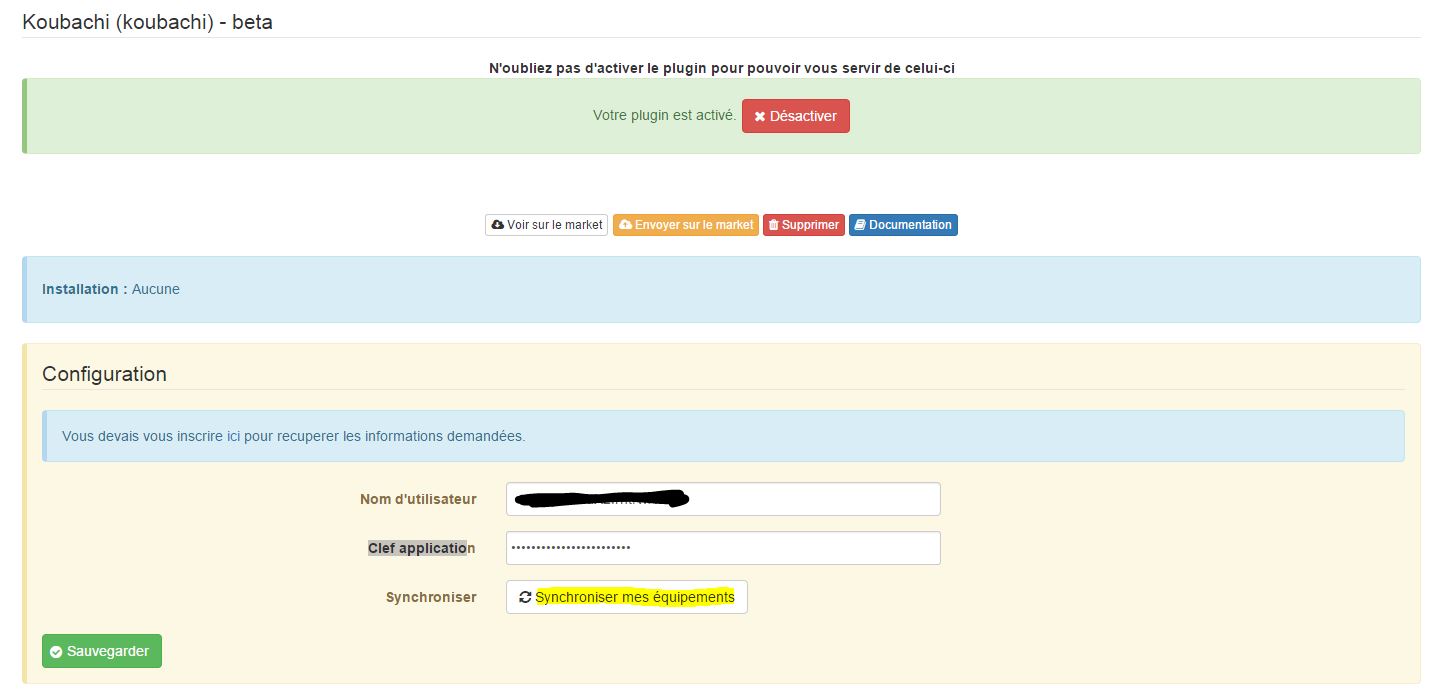 Koubachi (koubachi) - beta
N'oubliez pas d'activer le plugin pour pouvoir vous servir de celui-ci
Votre plugin est activé. Désactiver
Voir sur le market Envoyer sur le market Supprimer Documentation
Installation : Aucune
Configuration
Vous devais vous inscrire ici pour recuperer les informations demandées.
Nom d'utilisateur
Clef application ························
Synchroniser Synchroniser mes équipements
Sauvegarder